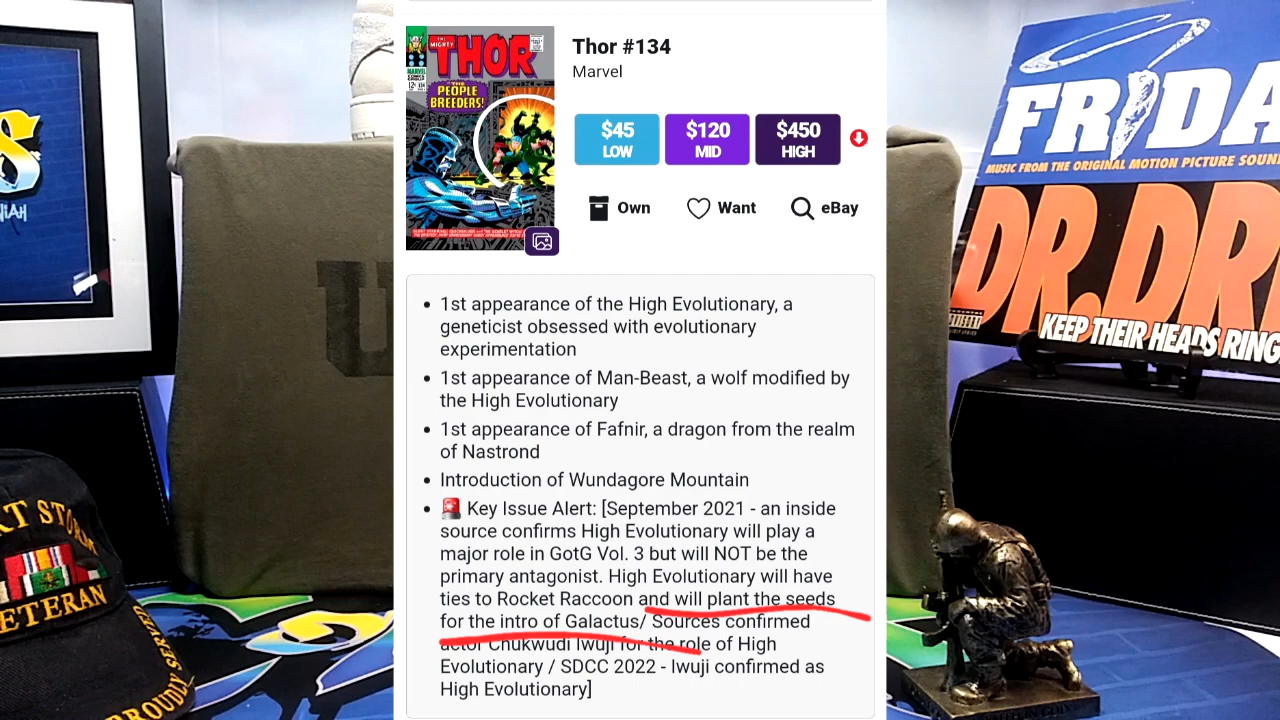 Thor #134
Marvel
THE MIGHTY
THOR
THE
PEOPLE
BREEDERS!
$45
LOW
$120
MID
$450
HIGH
Own
Want
eBay
• 1st appearance of the High Evolutionary, a
geneticist obsessed with evolutionary
experimentation
• 1st appearance of Man-Beast, a wolf modified by
the High Evolutionary
• 1st appearance of Fafnir, a dragon from the realm
of Nastrond
• Introduction of Wundagore Mountain
• 🚨 Key Issue Alert: [September 2021 - an inside
source confirms High Evolutionary will play a
major role in GotG Vol. 3 but will NOT be the
primary antagonist. High Evolutionary will have
ties to Rocket Raccoon and will plant the seeds
for the intro of Galactus/ Sources confirmed
actor Chukwudi Iwuji for the role of High
Evolutionary / SDCC 2022 - Iwuji confirmed as
High Evolutionary]
S
NIAH
U
RT STORM
VETERAN
PROUDLY SERVED
FRIDA
MUSIC FROM THE ORIGINAL MOTION PICTURE SOUN
DR.DR
KEEP THEIR HEADS RING